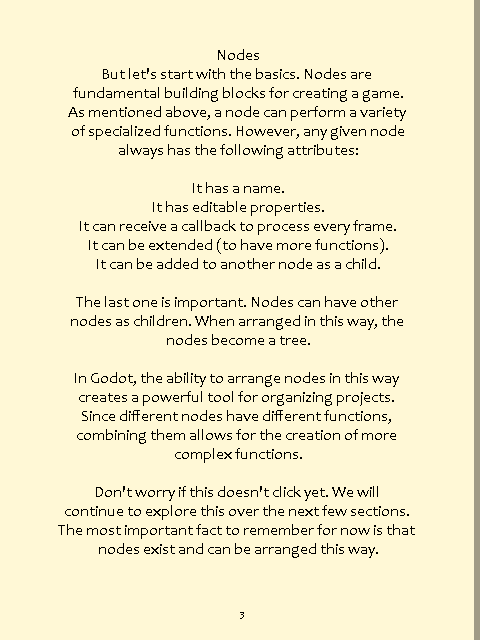 Nodes
But let's start with the basics. Nodes are
fundamental building blocks for creating a game.
As mentioned above, a node can perform a variety
of specialized functions. However, any given node
always has the following attributes:
It has a name.
It has editable properties.
It can receive a callback to process every frame.
It can be extended (to have more functions).
It can be added to another node as a child.
The last one is important. Nodes can have other
nodes as children. When arranged in this way, the
nodes become a tree.
In Godot, the ability to arrange nodes in this way
creates a powerful tool for organizing projects.
Since different nodes have different functions,
combining them allows for the creation of more
complex functions.
Don't worry if this doesn't click yet. We will
continue to explore this over the next few sections.
The most important fact to remember for now is that
nodes exist and can be arranged this way.
3